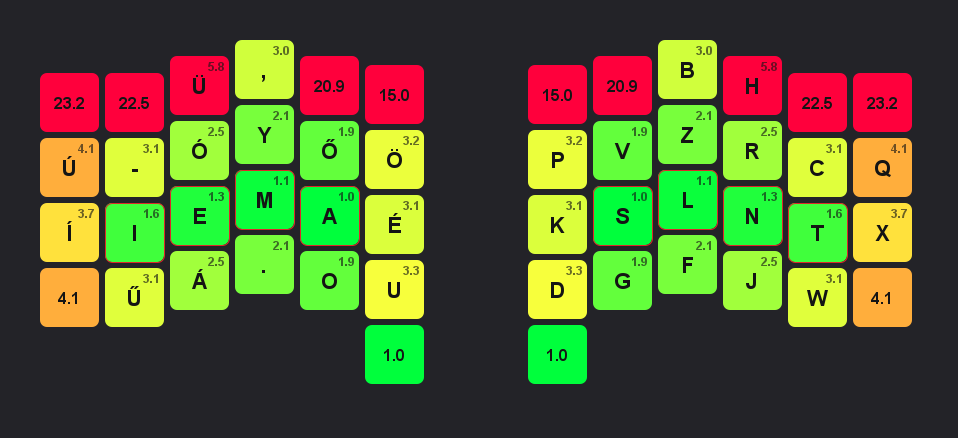 23.2 22.5 Ü 5.8 , 3.0 20.9 15.0 15.0 20.9 B 3.0 H 5.8 22.5 23.2
Ú 4.1 - 3.1 Ó 2.5 Y 2.1 Ő 1.9 Ö 3.2 P 3.2 V 1.9 Z 2.1 R 2.5 C 3.1 Q 4.1
Í 3.7 I 1.6 E 1.3 M 1.1 A 1.0 É 3.1 K 3.1 S 1.0 L 1.1 N 1.3 T 1.6 X 3.7
4.1 Ű 3.1 Á 2.5 . 2.1 O 1.9 U 3.3 D 3.3 G 1.9 F 2.1 J 2.5 W 3.1 4.1
1.0 1.0